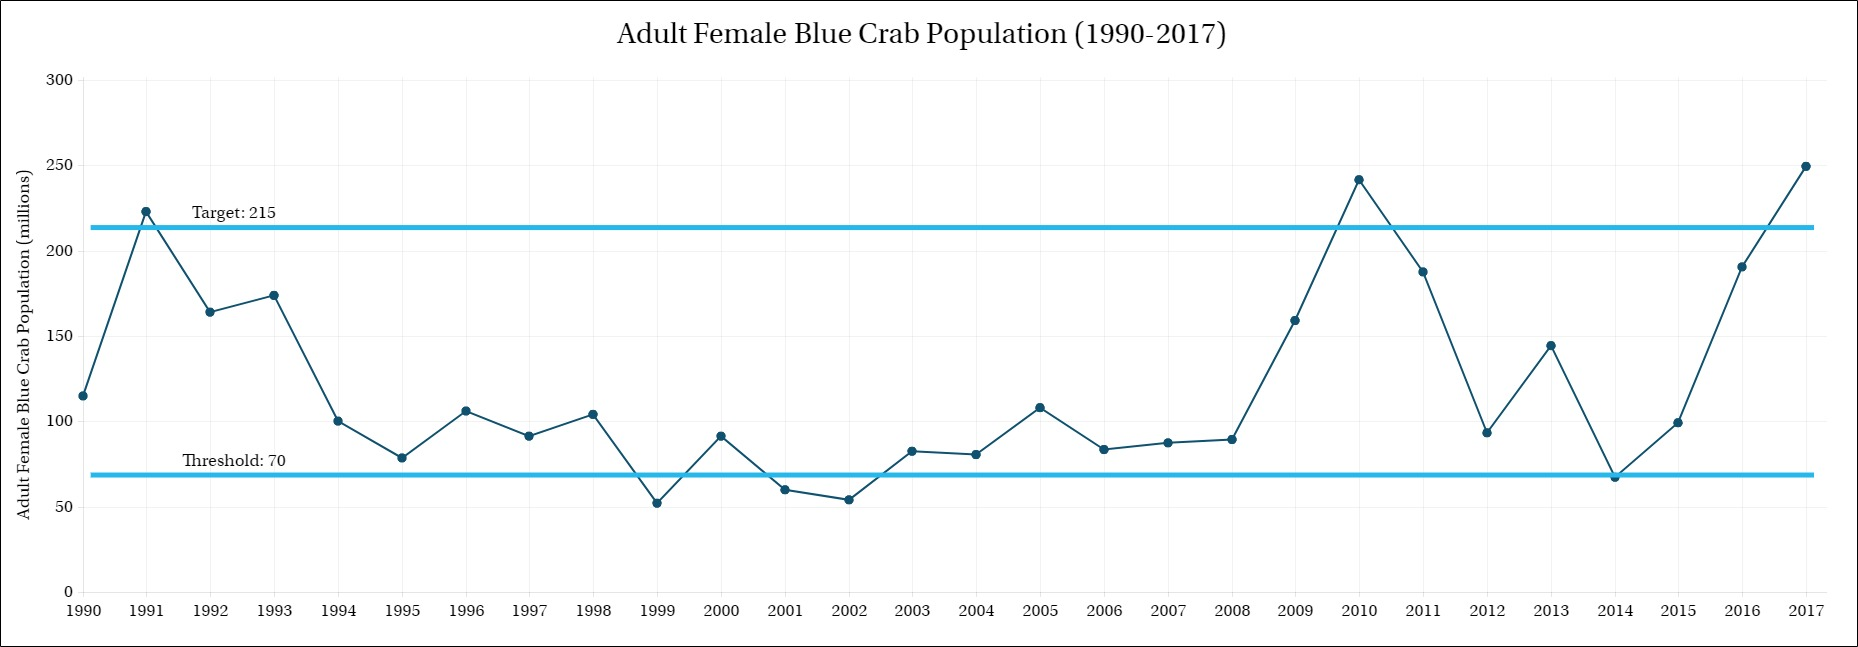 Adult Female Blue Crab Population (1990-2017)
Adult Female Blue Crab Population (millions)
300
250
200
150
100
50
0
Target: 215
Threshold: 70
1990 1991 1992 1993 1994 1995 1996 1997 1998 1999 2000 2001 2002 2003 2004 2005 2006 2007 2008 2009 2010 2011 2012 2013 2014 2015 2016 2017